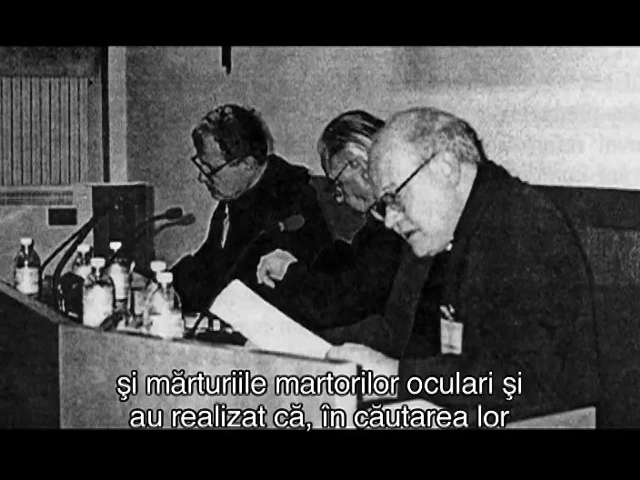 şi mărturiile martorilor oculari şi
au realizat că, în căutarea lor